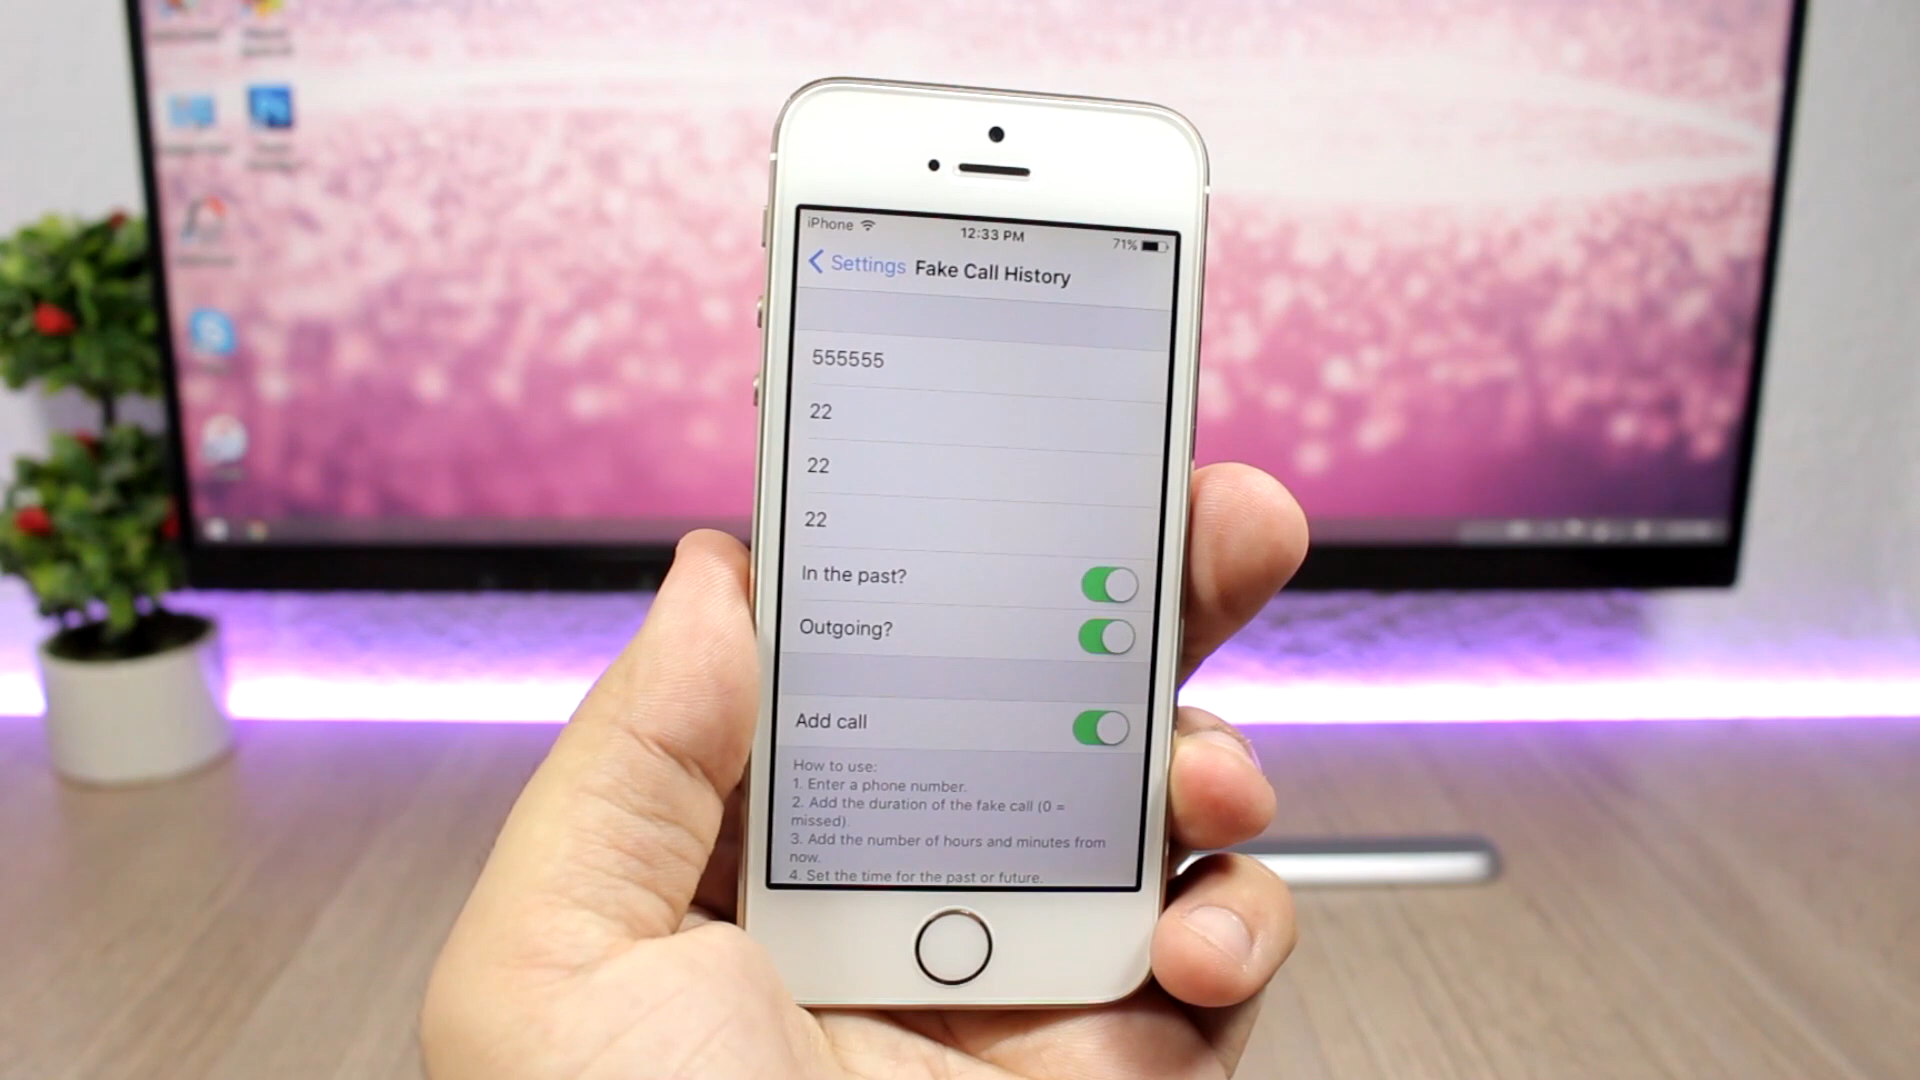 iPhone 12:33 PM 71%
Settings Fake Call History
555555
22
22
22
In the past?
Outgoing?
Add call
How to use:
1. Enter a phone number.
2. Add the duration of the fake call (0 =
missed).
3. Add the number of hours and minutes from
now.
4. Set the time for the past or future.